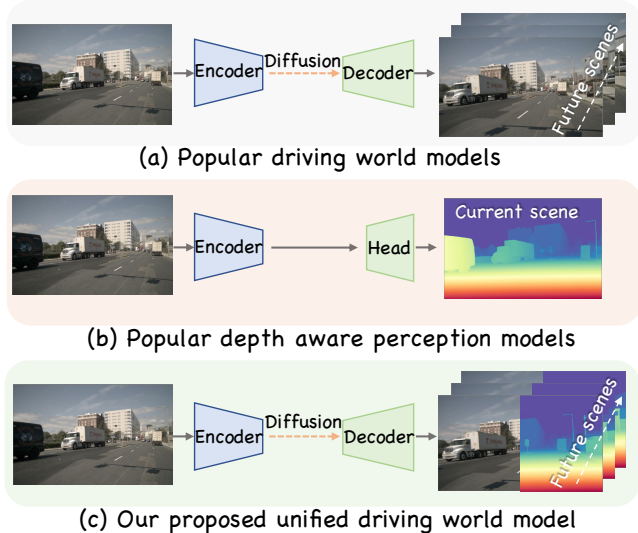 Encoder
Diffusion
Decoder
Future scenes
(a) Popular driving world models
Encoder
Head
Current scene
(b) Popular depth aware perception models
Encoder
Diffusion
Decoder
Future scenes
(c) Our proposed unified driving world model